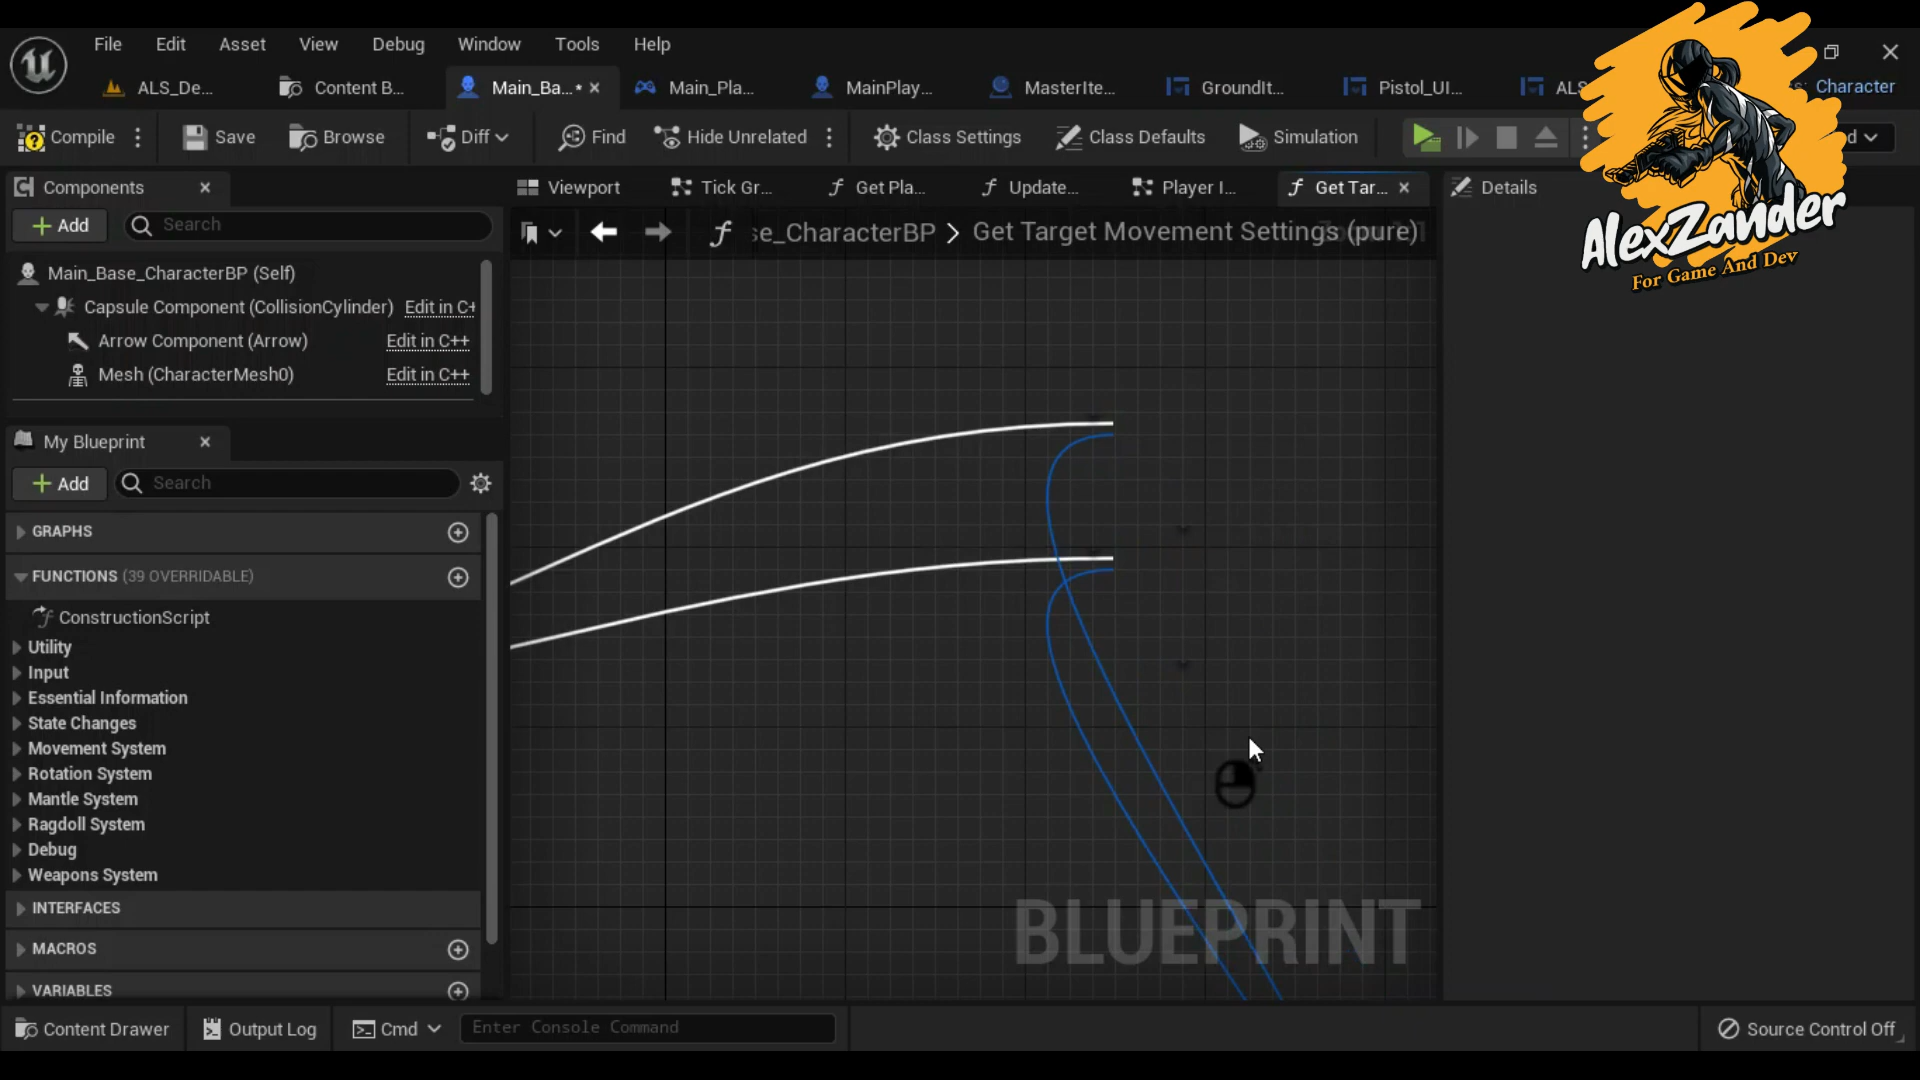 File Edit Asset View Debug Window Tools Help
ALS_De... Content B... Main_Ba...• Main_Pla... MainPlay... MasterIte... GroundIt... Pistol_UI... ALS : Character
Compile Save Browse Diff Find Hide Unrelated Class Settings Class Defaults Simulation d
AlexZander
For Game And Dev
Components
Viewport Tick Gr... Get Pla... Update... Player I... Get Tar... Details
Add Search
se_CharacterBP > Get Target Movement Settings (pure)
Main_Base_CharacterBP (Self)
Capsule Component (CollisionCylinder) Edit in C+
Arrow Component (Arrow) Edit in C++
Mesh (CharacterMesh0) Edit in C++
My Blueprint
Add Search
GRAPHS
FUNCTIONS (39 OVERRIDABLE)
ConstructionScript
Utility
Input
Essential Information
State Changes
Movement System
Rotation System
Mantle System
Ragdoll System
Debug
Weapons System
INTERFACES
MACROS
VARIABLES
BLUEPRINT
Content Drawer Output Log Cmd Enter Console Command Source Control Off